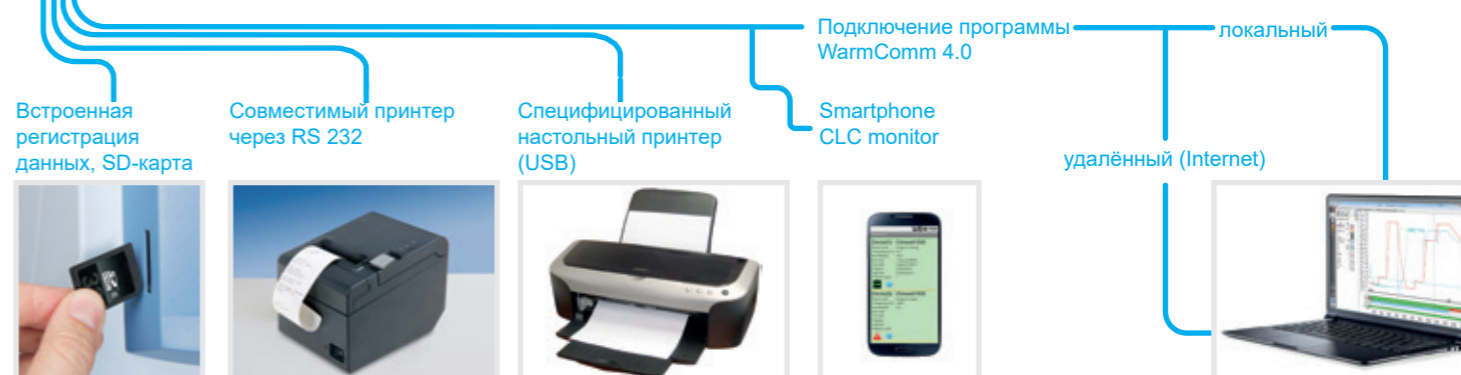 Подключение программы
WarmComm 4.0
локальный
Встроенная
регистрация
данных, SD-карта
Совместимый принтер
через RS 232
Специфицированный
настольный принтер
(USB)
Smartphone
CLC monitor
удалённый (Internet)